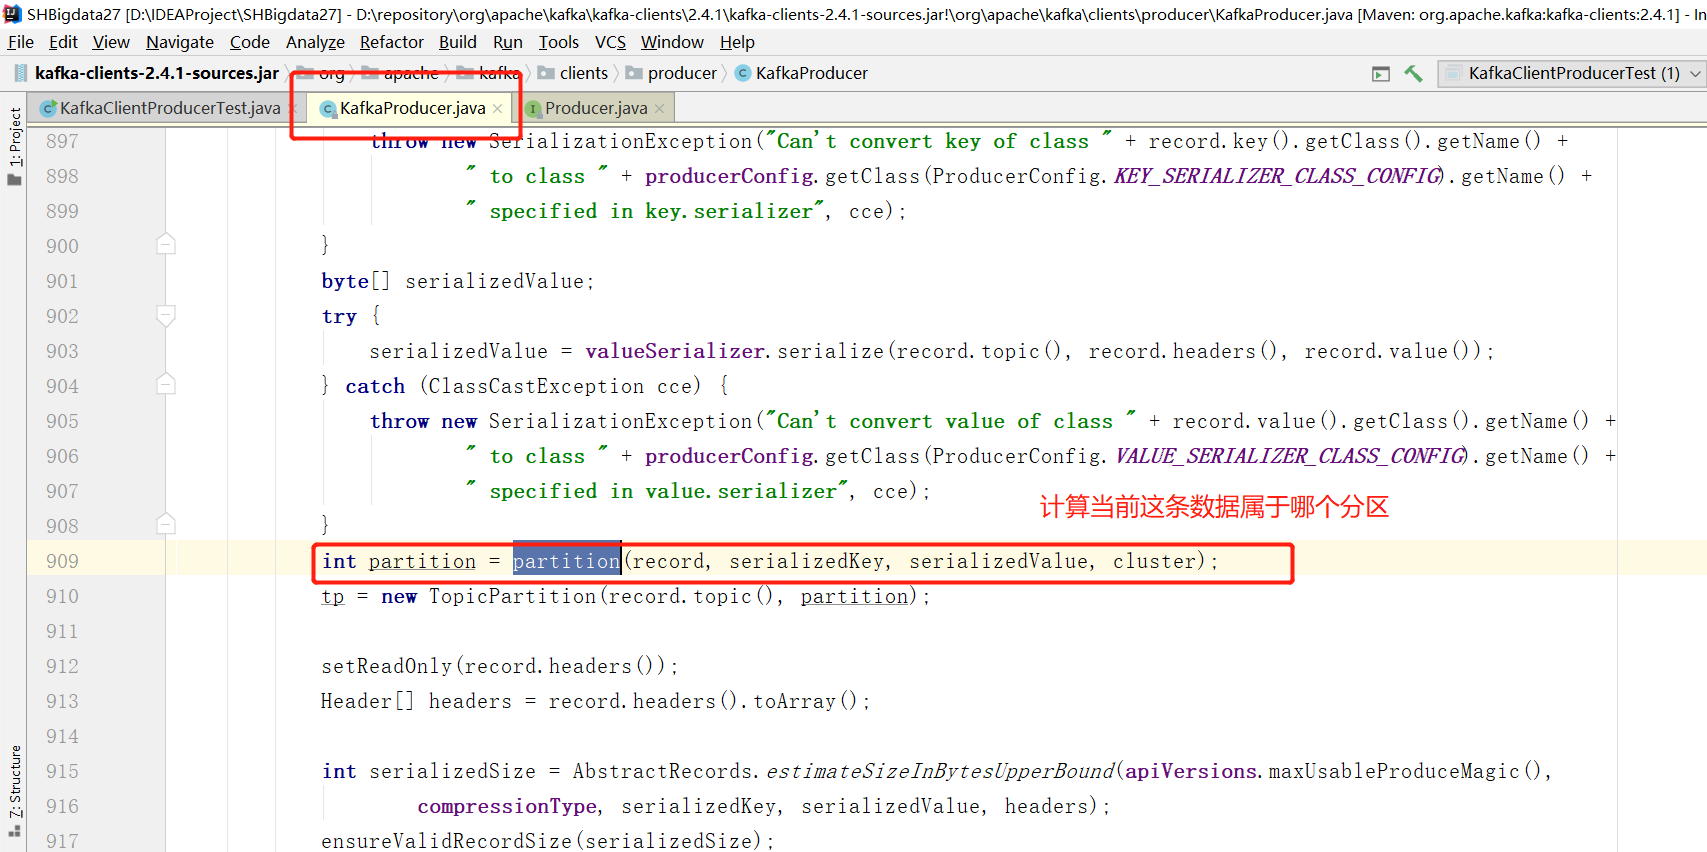 SHBigdata27 [D:\IDEAProject\SHBigdata27] - D:\repository\org\apache\kafka\kafka-clients\2.4.1\kafka-clients-2.4.1-sources.jar!\org\apache\kafka\clients\producer\KafkaProducer.java [Maven: org.apache.kafka:kafka-clients:2.4.1] - In
File Edit View Navigate Code Analyze Refactor Build Run Tools VCS Window Help
kafka-clients-2.4.1-sources.jar org apache kafka clients producer KafkaProducer KafkaClientProducerTest (1)
KafkaClientProducerTest.java KafkaProducer.java Producer.java
1: Project
897 throw new SerializationException("Can't convert key of class " + record.key().getClass().getName() +
898 " to class " + producerConfig.getClass(ProducerConfig.KEY_SERIALIZER_CLASS_CONFIG).getName() +
899 " specified in key.serializer", cce);
900 }
901 byte[] serializedValue;
902 try {
903 serializedValue = valueSerializer.serialize(record.topic(), record.headers(), record.value());
904 } catch (ClassCastException cce) {
905 throw new SerializationException("Can't convert value of class " + record.value().getClass().getName() +
906 " to class " + producerConfig.getClass(ProducerConfig.VALUE_SERIALIZER_CLASS_CONFIG).getName() +
907 " specified in value.serializer", cce);
计算当前这条数据属于哪个分区
908 }
909 int partition = partition(record, serializedKey, serializedValue, cluster);
910 tp = new TopicPartition(record.topic(), partition);
911
912 setReadOnly(record.headers());
913 Header[] headers = record.headers().toArray();
914
915 int serializedSize = AbstractRecords.estimateSizeInBytesUpperBound(apiVersions.maxUsableProduceMagic(),
916 compressionType, serializedKey, serializedValue, headers);
917 ensureValidRecordSize(serializedSize);
Z: Structure